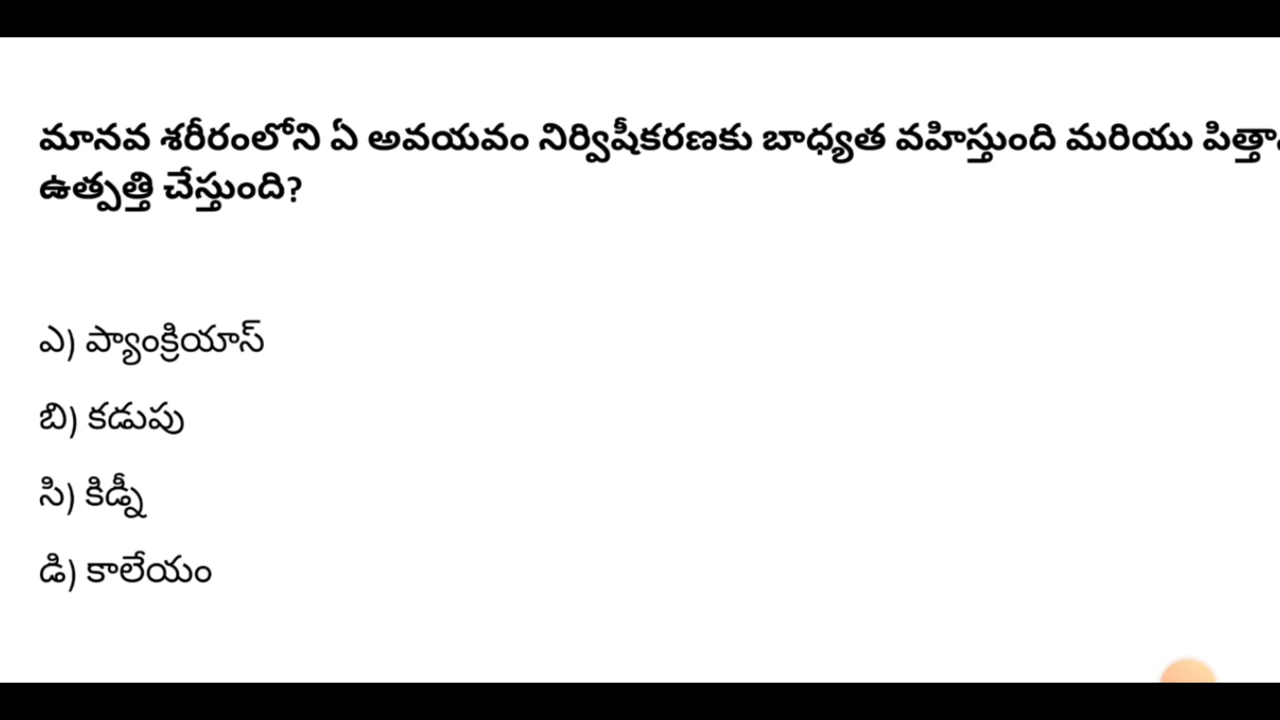 మానవ శరీరంలోని ఏ అవయవం నిర్విషీకరణకు బాధ్యత వహిస్తుంది మరియు
ఉత్పత్తి చేస్తుంది?
ఎ) ప్యాంక్రియాస్
బి) కడుపు
సి) కిడ్నీ
డి) కాలేయం